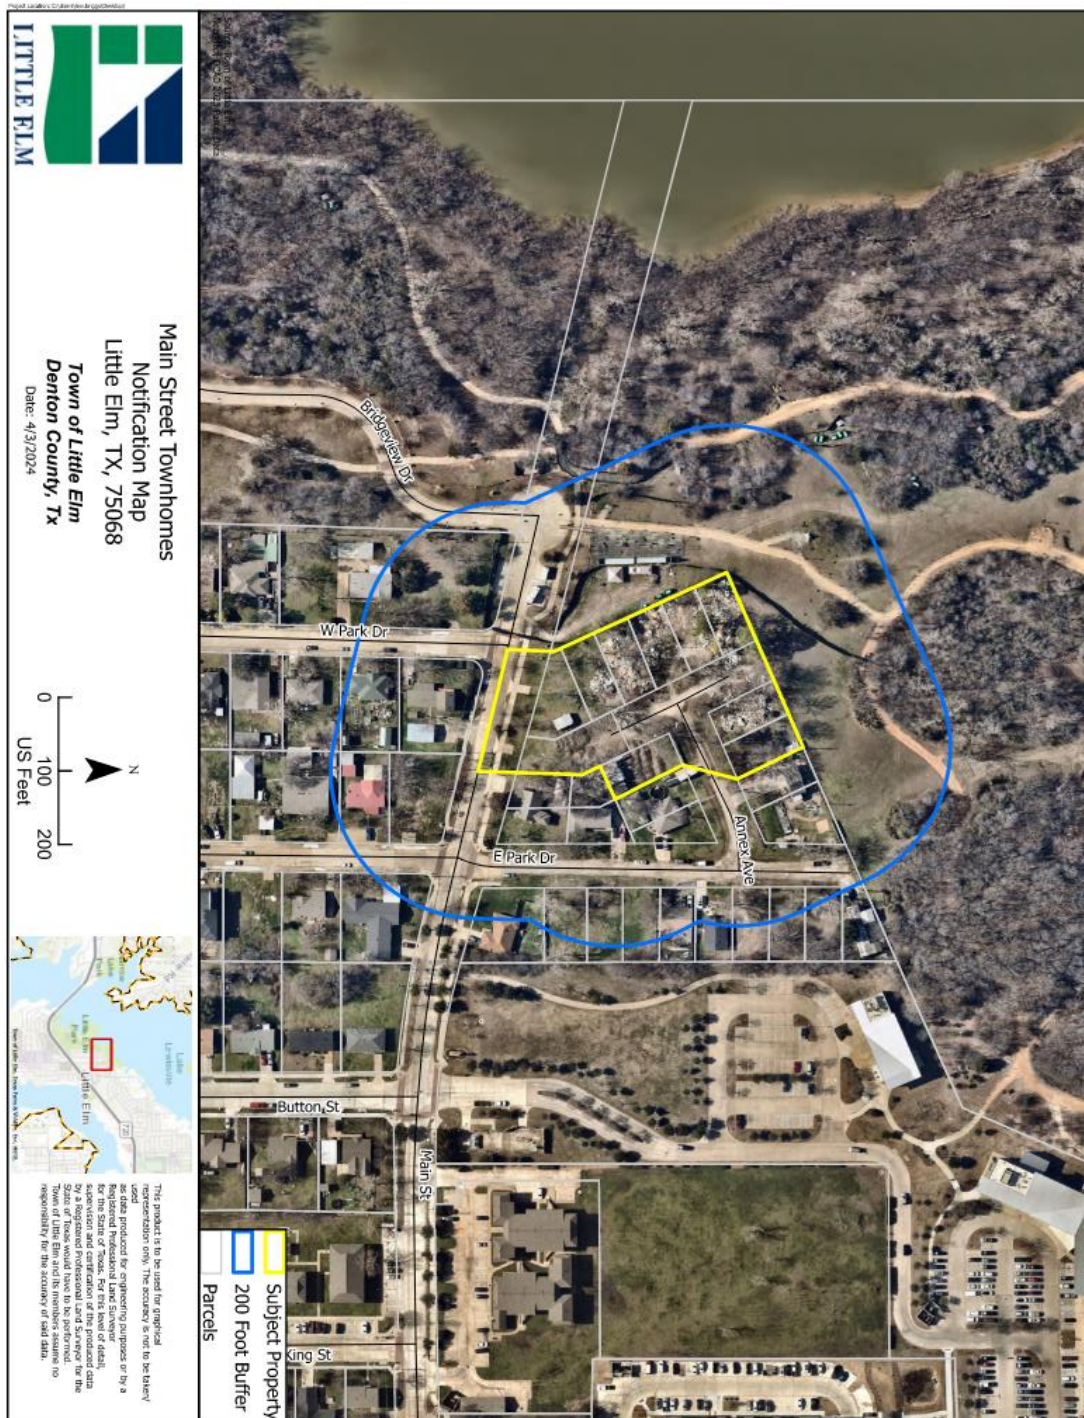 LITTLE ELM
Main Street Townhomes
Notification Map
Little Elm, TX, 75068
Town of Little Elm
Denton County, Tx
Date: 4/3/2024
N
0 100 200
US Feet
Bridgeview Dr
W Park Dr
E Park Dr
Annex Ave
Button St
Main St
King St
Subject Property
200 Foot Buffer
Parcels
Lake
Lewisville
Little Elm
Park
Little Elm
720
This product is to be used for graphical
representation only. The accuracy is not to be taken/
used
as data produced for engineering purposes or by a
Registered Professional Land Surveyor
for the State of Texas. For this level of detail,
supervision and certification of the produced data
by a Registered Professional Land Surveyor for the
State of Texas would have to be performed.
Town of Little Elm and its members assume no
responsibility for the accuracy of said data.